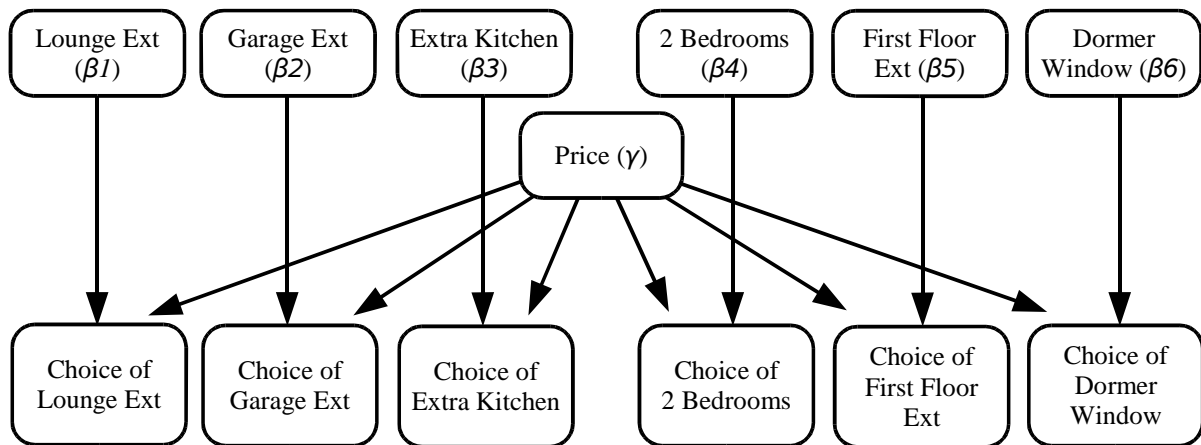 Lounge Ext
(β1)
Garage Ext
(β2)
Extra Kitchen
(β3)
2 Bedrooms
(β4)
First Floor
Ext (β5)
Dormer
Window (β6)
Price (γ)
Choice of
Lounge Ext
Choice of
Garage Ext
Choice of
Extra Kitchen
Choice of
2 Bedrooms
Choice of
First Floor
Ext
Choice of
Dormer
Window